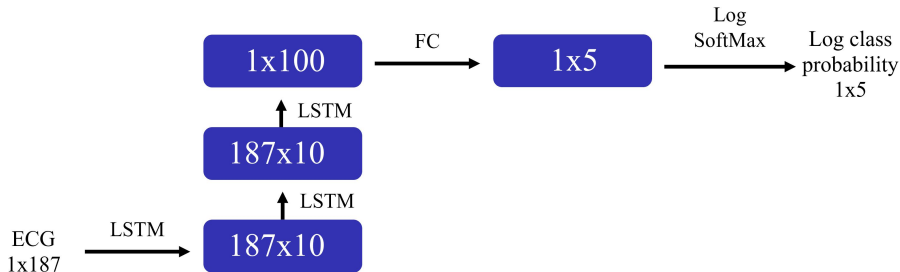 Log
SoftMax
FC
1x100
1x5
Log class
probability
1x5
LSTM
187x10
LSTM
LSTM
187x10
ECG
1x187